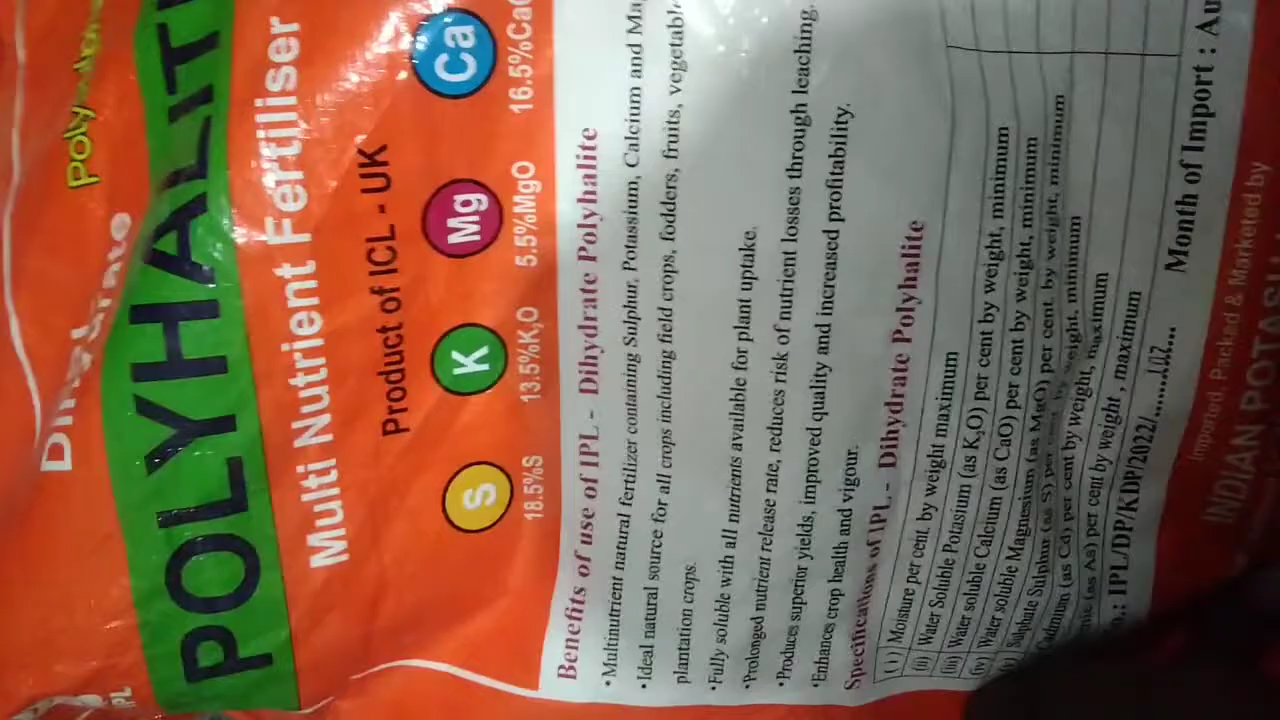 IPL
Dihydrate
POLYHALIT
Multi Nutrient Fertiliser
Product of ICL - UK
S K Mg Ca
18.5%S 13.5%K₂O 5.5%MgO 16.5%CaO
Benefits of use of IPL - Dihydrate Polyhalite
• Multinutrient natural fertilizer containing Sulphur, Potassium, Calcium and Ma
• Ideal natural source for all crops including field crops, fodders, fruits, vegetable
plantation crops.
• Fully soluble with all nutrients available for plant uptake.
• Prolonged nutrient release rate, reduces risk of nutrient losses through leaching.
• Produces superior yields, improved quality and increased profitability.
• Enhances crop health and vigour.
Specifications of IPL - Dihydrate Polyhalite
(i) Moisture per cent by weight maximum
(ii) Water Soluble Potasium (as K₂O) per cent by weight, minimum
(iii) Water soluble Calcium (as CaO) per cent by weight, minimum
(iv) Water soluble Magnesium (as MgO) per cent. by weight, minimum
(v) Sulphate Sulphur (as S) per cent by weight, minimum
Cadmium (as Cd) per cent by weight, maximum
(as As) per cent by weight , maximum
.: IPL/DP/KDP/2022/.......107....
Month of Import : Au
Imported, Packed & Marketed by
INDIAN POTASH